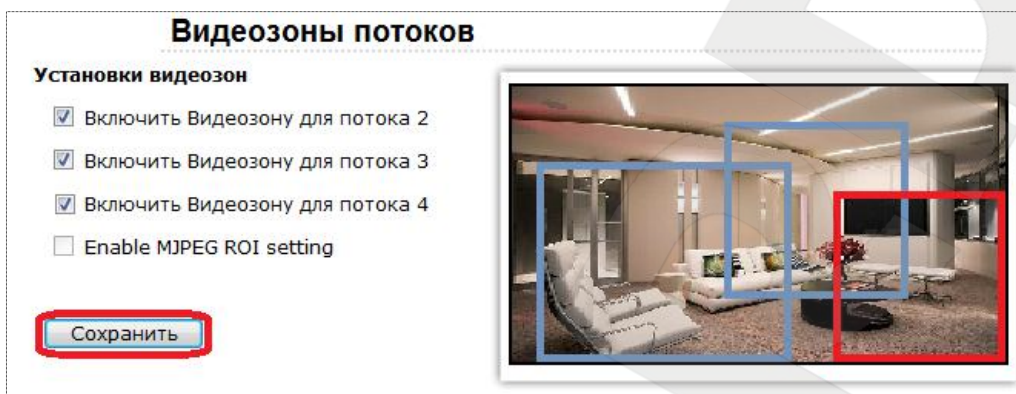 Видеозоны потоков
Установки видеозон
Включить Видеозону для потока 2
Включить Видеозону для потока 3
Включить Видеозону для потока 4
Enable MJPEG ROI setting
Сохранить